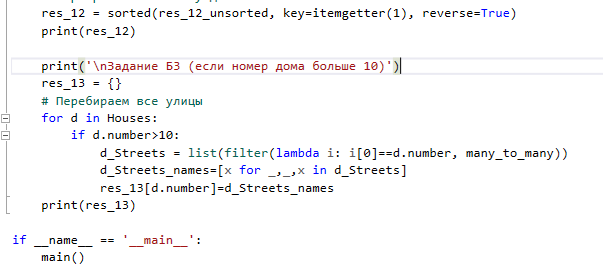 res_12 = sorted(res_12_unsorted, key=itemgetter(1), reverse=True)
print(res_12)
print('\nЗадание Б3 (если номер дома больше 10)')
res_13 = {}
# Перебираем все улицы
for d in Houses:
if d.number>10:
d_Streets = list(filter(lambda i: i[0]==d.number, many_to_many))
d_Streets_names=[x for _,_,x in d_Streets]
res_13[d.number]=d_Streets_names
print(res_13)
if __name__ == '__main__':
main()